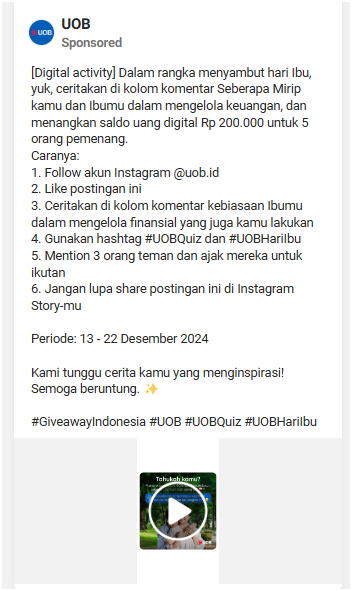 UOB
UOB
Sponsored
[Digital activity] Dalam rangka menyambut hari Ibu,
yuk, ceritakan di kolom komentar Seberapa Mirip
kamu dan Ibumu dalam mengelola keuangan, dan
menangkan saldo uang digital Rp 200.000 untuk 5
orang pemenang.
Caranya:
1. Follow akun Instagram @uob.id
2. Like postingan ini
3. Ceritakan di kolom komentar kebiasaan Ibumu
dalam mengelola finansial yang juga kamu lakukan
4. Gunakan hashtag #UOBQuiz dan #UOBHariIbu
5. Mention 3 orang teman dan ajak mereka untuk
ikutan
6. Jangan lupa share postingan ini di Instagram
Story-mu
Periode: 13 - 22 Desember 2024
Kami tunggu cerita kamu yang menginspirasi!
Semoga beruntung. ✨
#GiveawayIndonesia #UOB #UOBQuiz #UOBHariIbu
Tahukah kamu?
UOB